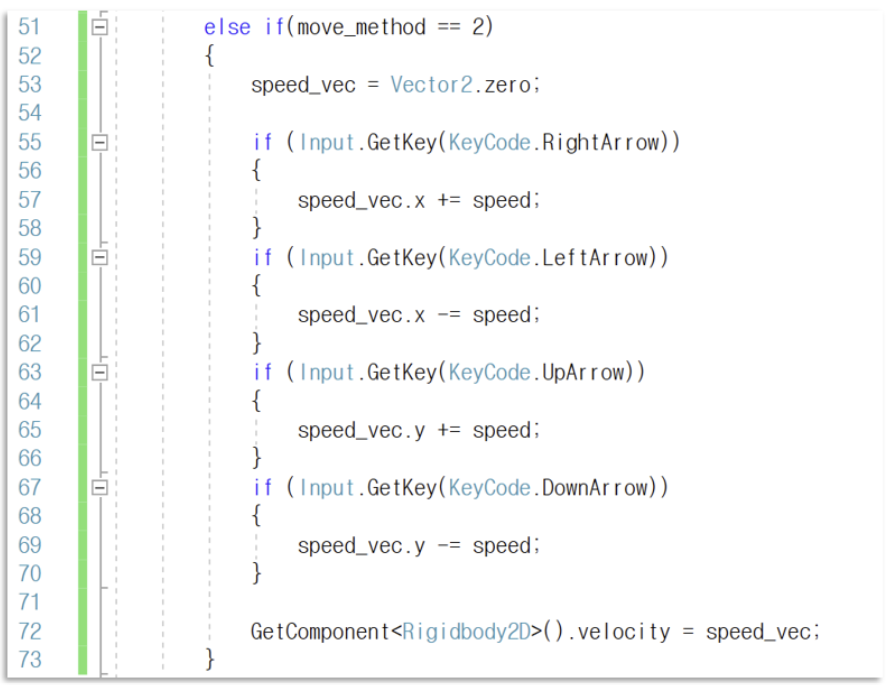 51 else if(move_method == 2)
52 {
53 speed_vec = Vector2.zero;
54
55 if (Input.GetKey(KeyCode.RightArrow))
56 {
57 speed_vec.x += speed;
58 }
59 if (Input.GetKey(KeyCode.LeftArrow))
60 {
61 speed_vec.x -= speed;
62 }
63 if (Input.GetKey(KeyCode.UpArrow))
64 {
65 speed_vec.y += speed;
66 }
67 if (Input.GetKey(KeyCode.DownArrow))
68 {
69 speed_vec.y -= speed;
70 }
71
72 GetComponent<Rigidbody2D>().velocity = speed_vec;
73 }